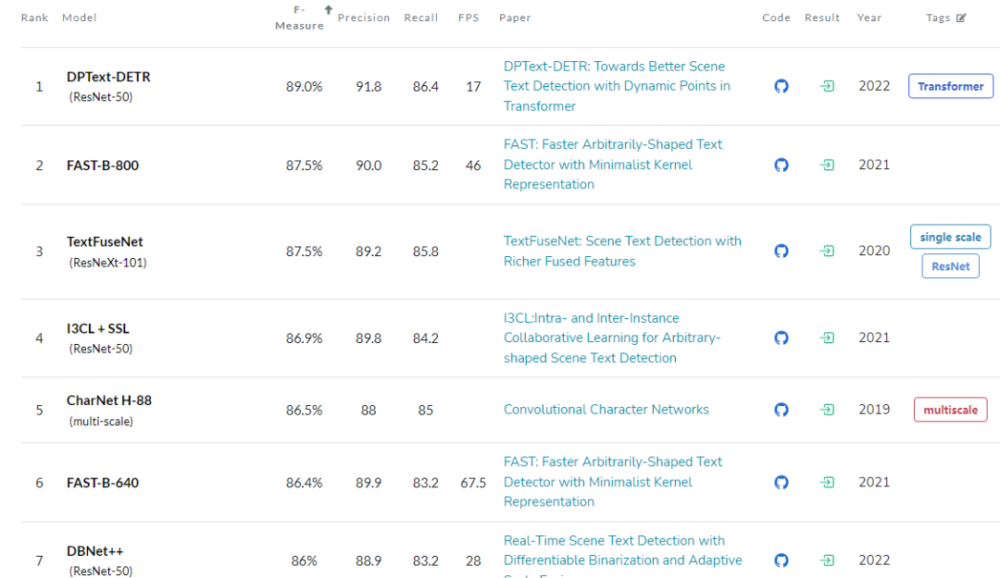 Rank Model F-Measure Precision Recall FPS Paper Code Result Year Tags
1 DPText-DETR (ResNet-50) 89.0% 91.8 86.4 17 DPText-DETR: Towards Better Scene
Text Detection with Dynamic Points in
Transformer 2022 Transformer
2 FAST-B-800 87.5% 90.0 85.2 46 FAST: Faster Arbitrarily-Shaped Text
Detector with Minimalist Kernel
Representation 2021
3 TextFuseNet (ResNeXt-101) 87.5% 89.2 85.8 TextFuseNet: Scene Text Detection with
Richer Fused Features 2020 single scale
ResNet
4 I3CL + SSL (ResNet-50) 86.9% 89.8 84.2 I3CL:Intra- and Inter-Instance
Collaborative Learning for Arbitrary-
shaped Scene Text Detection 2021
5 CharNet H-88 (multi-scale) 86.5% 88 85 Convolutional Character Networks 2019 multiscale
6 FAST-B-640 86.4% 89.9 83.2 67.5 FAST: Faster Arbitrarily-Shaped Text
Detector with Minimalist Kernel
Representation 2021
7 DBNet++ (ResNet-50) 86% 88.9 83.2 28 Real-Time Scene Text Detection with
Differentiable Binarization and Adaptive 2022